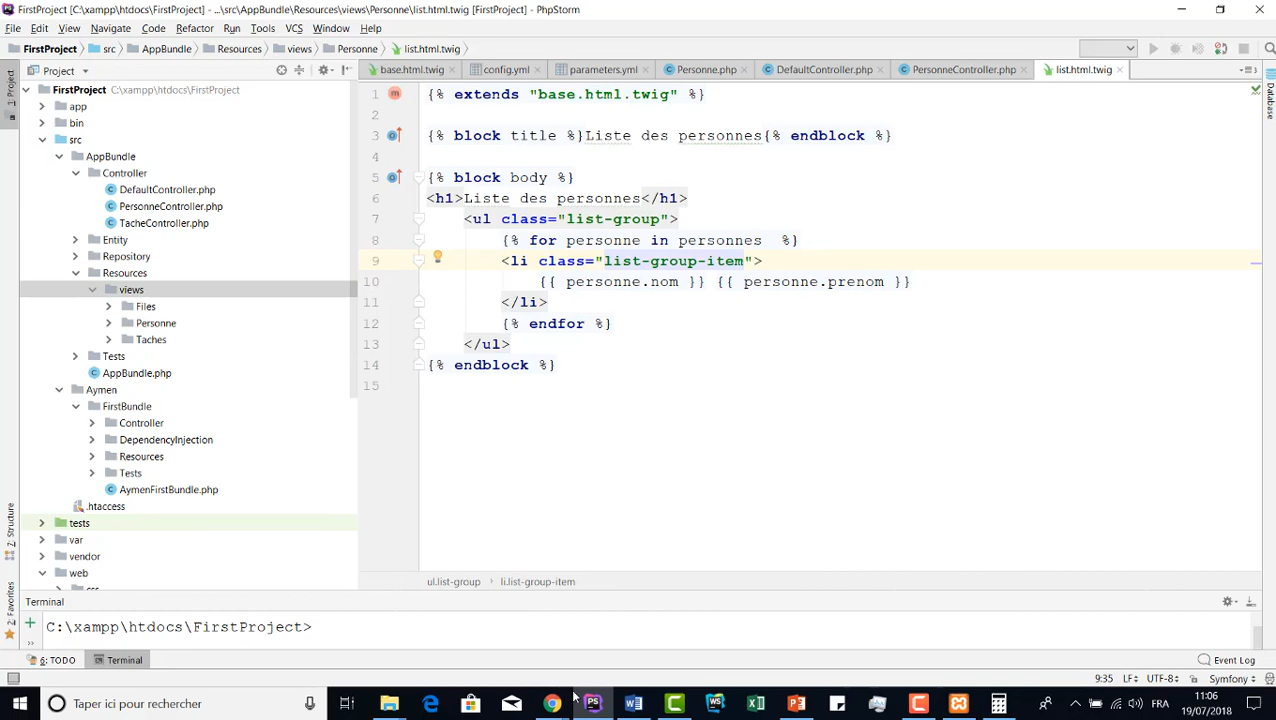 FirstProject [C:\xampp\htdocs\FirstProject] - ...\src\AppBundle\Resources\views\Personne\list.html.twig [FirstProject] - PhpStorm
File Edit View Navigate Code Refactor Run Tools VCS Window Help
FirstProject src AppBundle Resources views Personne list.html.twig
Project
base.html.twig config.yml parameters.yml Personne.php DefaultController.php PersonneController.php list.html.twig
1: Project
Database
FirstProject C:\xampp\htdocs\FirstProject
app
bin
src
AppBundle
Controller
DefaultController.php
PersonneController.php
TacheController.php
Entity
Repository
Resources
views
Files
Personne
Taches
Tests
AppBundle.php
Aymen
FirstBundle
Controller
DependencyInjection
Resources
Tests
AymenFirstBundle.php
.htaccess
tests
var
vendor
web
css
1 {% extends "base.html.twig" %}
2
3 {% block title %}Liste des personnes{% endblock %}
4
5 {% block body %}
6 <h1>Liste des personnes</h1>
7 <ul class="list-group">
8 {% for personne in personnes  %}
9 <li class="list-group-item">
10 {{ personne.nom }} {{ personne.prenom }}
11 </li>
12 {% endfor %}
13 </ul>
14 {% endblock %}
15
ul.list-group › li.list-group-item
7: Structure
2: Favorites
Terminal
C:\xampp\htdocs\FirstProject>
6: TODO Terminal Event Log
9:35 LF UTF-8 Symfony
Taper ici pour rechercher
FRA
11:06
19/07/2018